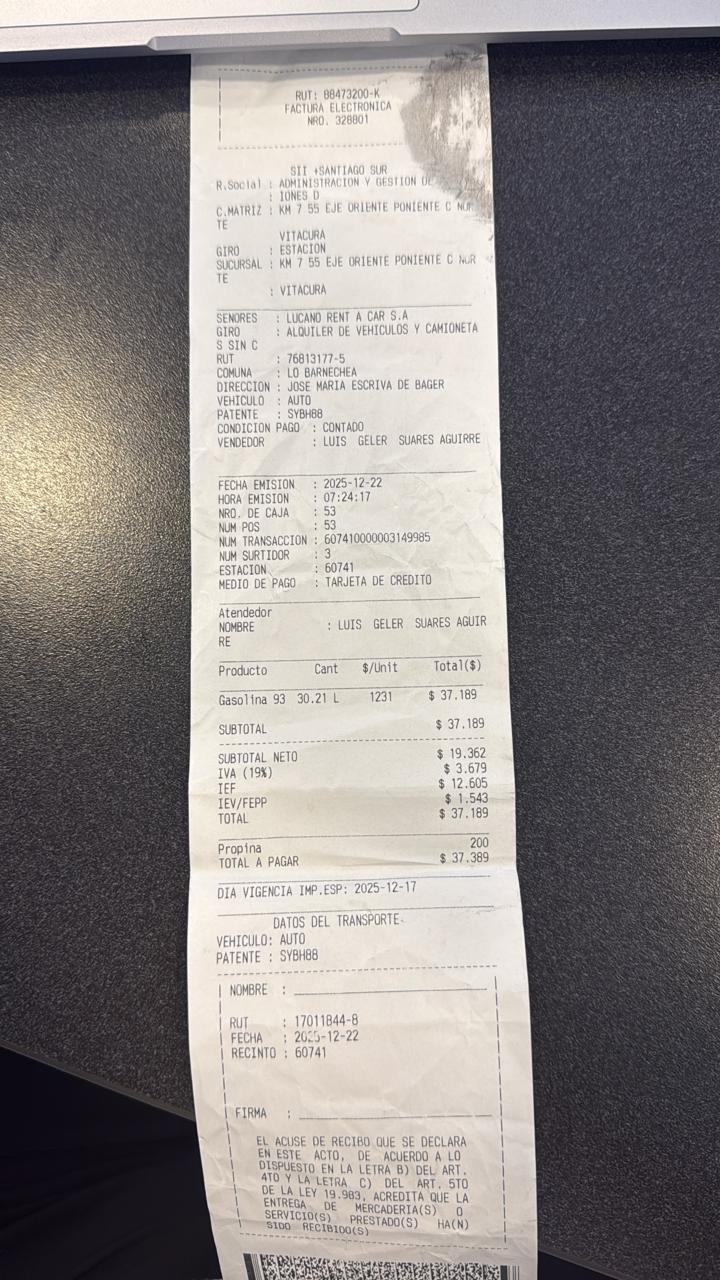 RUT: 88473200-K
FACTURA ELECTRONICA
NRO. 328801
SII +SANTIAGO SUR
R.Social : ADMINISTRACION Y GESTION DE
: IONES D
C.MATRIZ : KM 7 55 EJE ORIENTE PONIENTE C NOR
TE
VITACURA
GIRO : ESTACION
SUCURSAL : KM 7 55 EJE ORIENTE PONIENTE C NOR
TE
: VITACURA
SENORES : LUCANO RENT A CAR S.A
GIRO : ALQUILER DE VEHICULOS Y CAMIONETA
S SIN C
RUT : 76813177-5
COMUNA : LO BARNECHEA
DIRECCION : JOSE MARIA ESCRIVA DE BAGER
VEHICULO : AUTO
PATENTE : SYBH88
CONDICION PAGO : CONTADO
VENDEDOR : LUIS GELER SUARES AGUIRRE
FECHA EMISION : 2025-12-22
HORA EMISION : 07:24:17
NRO. DE CAJA : 53
NUM POS : 53
NUM TRANSACCION : 607410000003149985
NUM SURTIDOR : 3
ESTACION : 60741
MEDIO DE PAGO : TARJETA DE CREDITO
Atendedor
NOMBRE : LUIS GELER SUARES AGUIR
RE
Producto Cant $/Unit Total($)
Gasolina 93 30.21 L 1231 $ 37.189
SUBTOTAL $ 37.189
SUBTOTAL NETO $ 19.362
IVA (19%) $ 3.679
IEF $ 12.605
IEV/FEPP $ 1.543
TOTAL $ 37.189
Propina 200
TOTAL A PAGAR $ 37.389
DIA VIGENCIA IMP.ESP: 2025-12-17
DATOS DEL TRANSPORTE
VEHICULO: AUTO
PATENTE : SYBH88
NOMBRE :
RUT : 17011844-8
FECHA : 2025-12-22
RECINTO : 60741
FIRMA :
EL ACUSE DE RECIBO QUE SE DECLARA
EN ESTE ACTO, DE ACUERDO A LO
DISPUESTO EN LA LETRA B) DEL ART.
4TO Y LA LETRA C) DEL ART. 5TO
DE LA LEY 19.983, ACREDITA QUE LA
ENTREGA DE MERCADERIA(S) O
SERVICIO(S) PRESTADO(S) HA(N)
SIDO RECIBIDO(S)